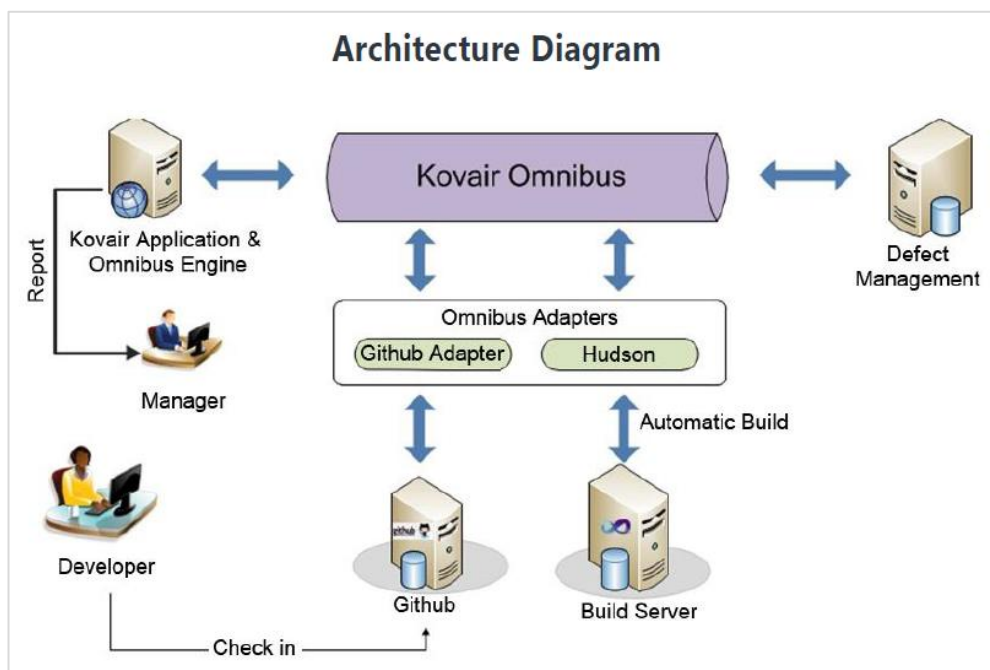 Architecture Diagram
Kovair Omnibus
Kovair Application &
Omnibus Engine
Defect
Management
Report
Omnibus Adapters
Github Adapter
Hudson
Manager
Automatic Build
github
Developer
Github
Build Server
Check in